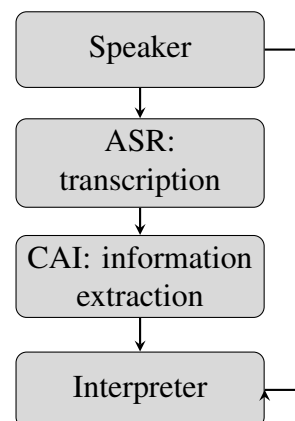 Speaker
ASR:
transcription
CAI: information
extraction
Interpreter